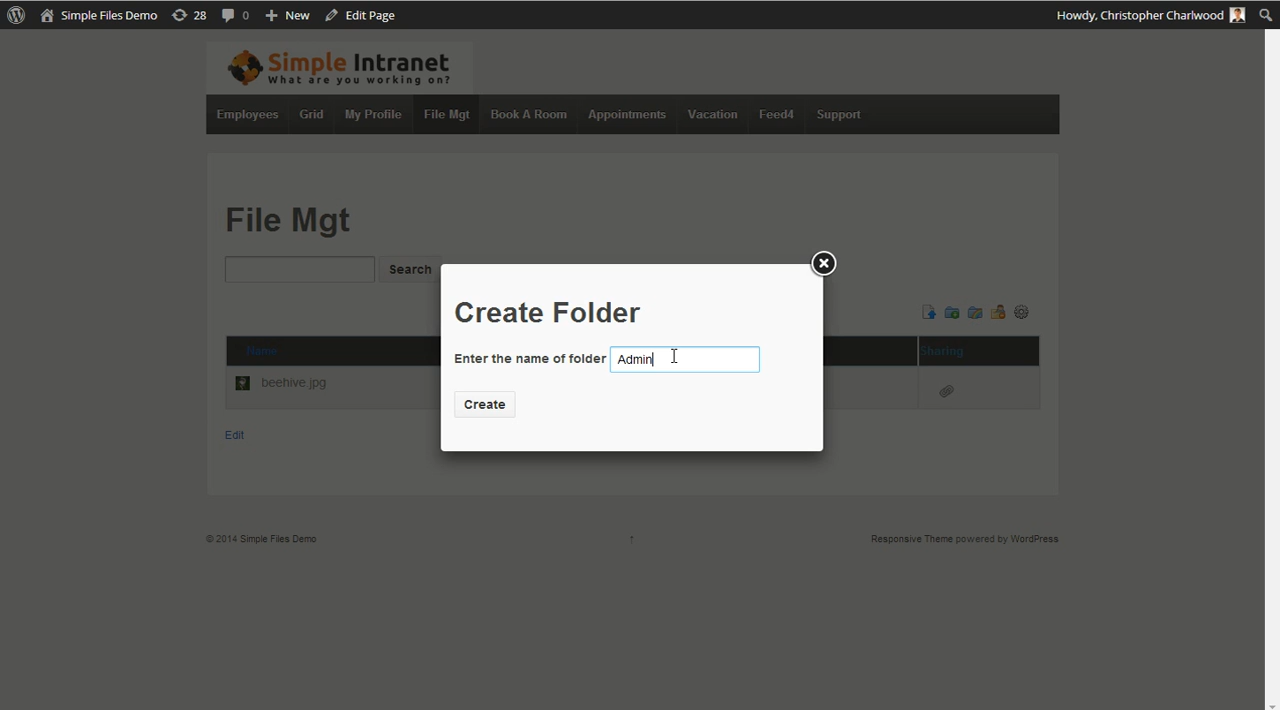 Simple Files Demo 28 0 New Edit Page Howdy, Christopher Charlwood
Simple Intranet
What are you working on?
Employees Grid My Profile File Mgt Book A Room Appointments Vacation Feed4 Support
File Mgt
Search
Create Folder
Name Sharing
Enter the name of folder Admin
beehive.jpg
Create
Edit
© 2014 Simple Files Demo ↑ Responsive Theme powered by WordPress